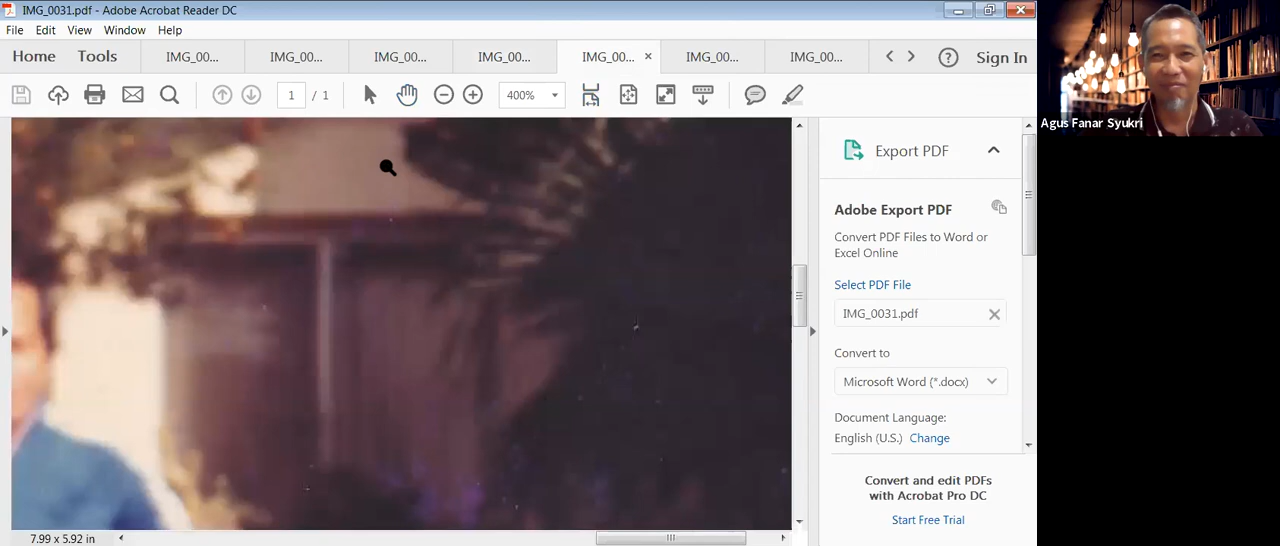 IMG_0031.pdf - Adobe Acrobat Reader DC
File Edit View Window Help
Home Tools IMG_00... IMG_00... IMG_00... IMG_00... IMG_00... IMG_00... IMG_00... Sign In
1 / 1 400%
Agus Fanar Syukri
Export PDF
Adobe Export PDF
Convert PDF Files to Word or
Excel Online
Select PDF File
IMG_0031.pdf
Convert to
Microsoft Word (*.docx)
Document Language:
English (U.S.) Change
Convert and edit PDFs
with Acrobat Pro DC
Start Free Trial
7.99 x 5.92 in